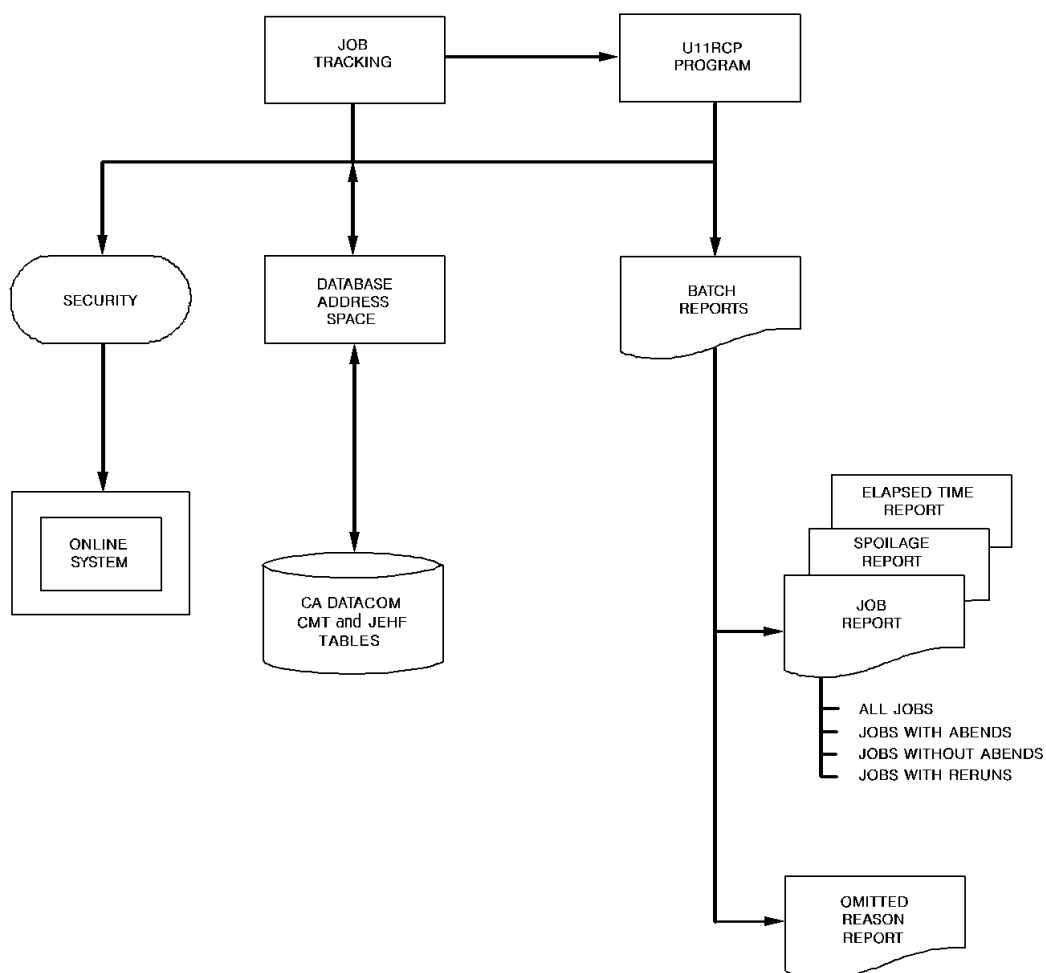 JOB
TRACKING
U11RCP
PROGRAM
SECURITY
DATABASE
ADDRESS
SPACE
BATCH
REPORTS
ONLINE
SYSTEM
CA DATACOM
CMT and JEHF
TABLES
ELAPSED TIME
REPORT
SPOILAGE
REPORT
JOB
REPORT
ALL JOBS
JOBS WITH ABENDS
JOBS WITHOUT ABENDS
JOBS WITH RERUNS
OMITTED
REASON
REPORT